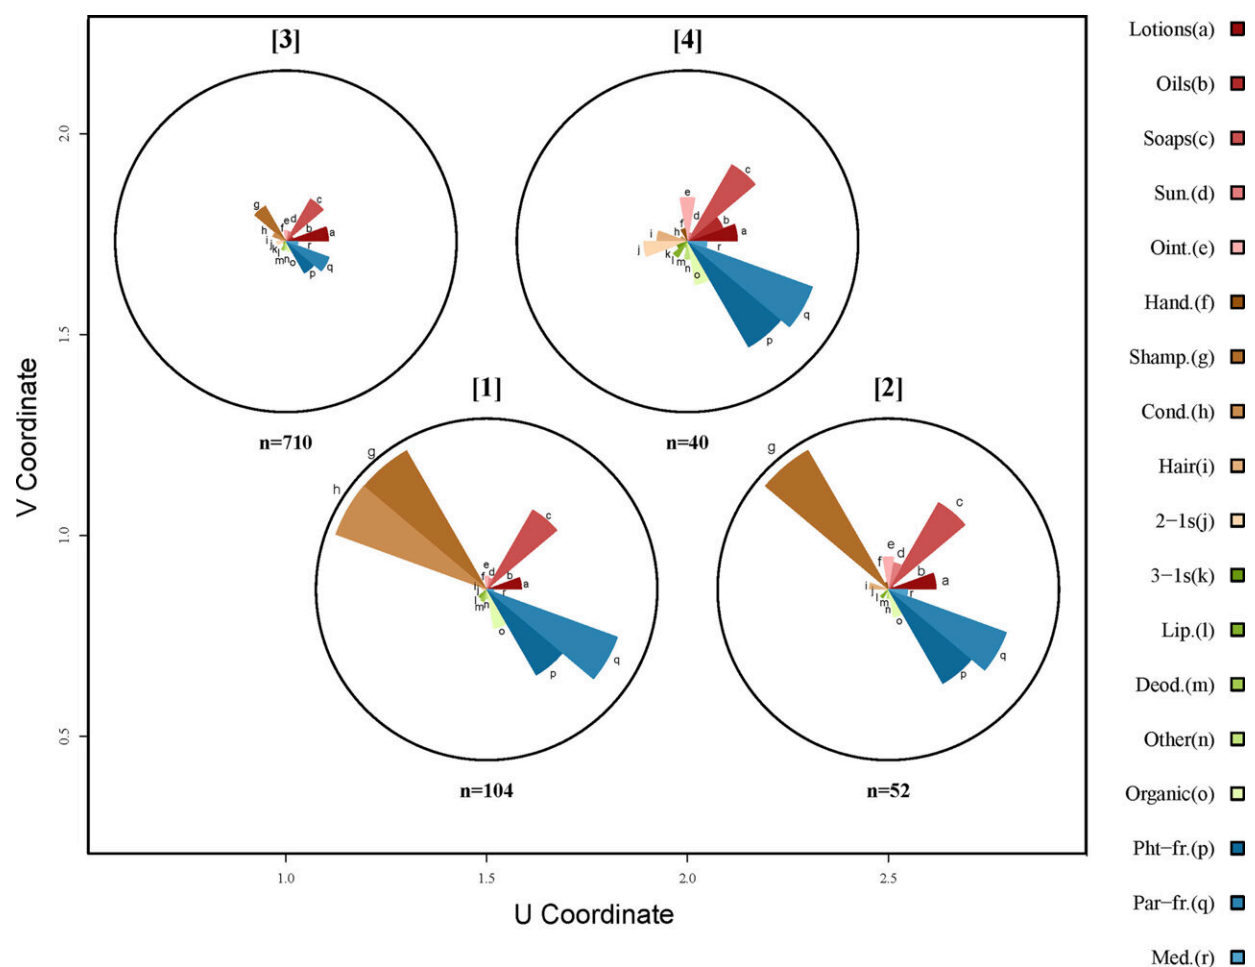 [3]
[4]
2.0
1.5
1.0
0.5
V Coordinate
g
c
e
d
f
h
b
a
i
j
k
r
l
m
n
o
p
q
n=710
e
c
d
f
b
h
a
i
j
r
k
l
m
n
o
q
p
n=40
[1]
[2]
g
h
c
e
d
f
b
a
i
j
r
l
m
n
o
q
p
n=104
g
c
e
d
f
b
a
i
j
r
l
m
n
o
q
p
n=52
1.0
1.5
2.0
2.5
U Coordinate
Lotions(a)
Oils(b)
Soaps(c)
Sun.(d)
Oint.(e)
Hand.(f)
Shamp.(g)
Cond.(h)
Hair(i)
2−1s(j)
3−1s(k)
Lip.(l)
Deod.(m)
Other(n)
Organic(o)
Pht−fr.(p)
Par−fr.(q)
Med.(r)